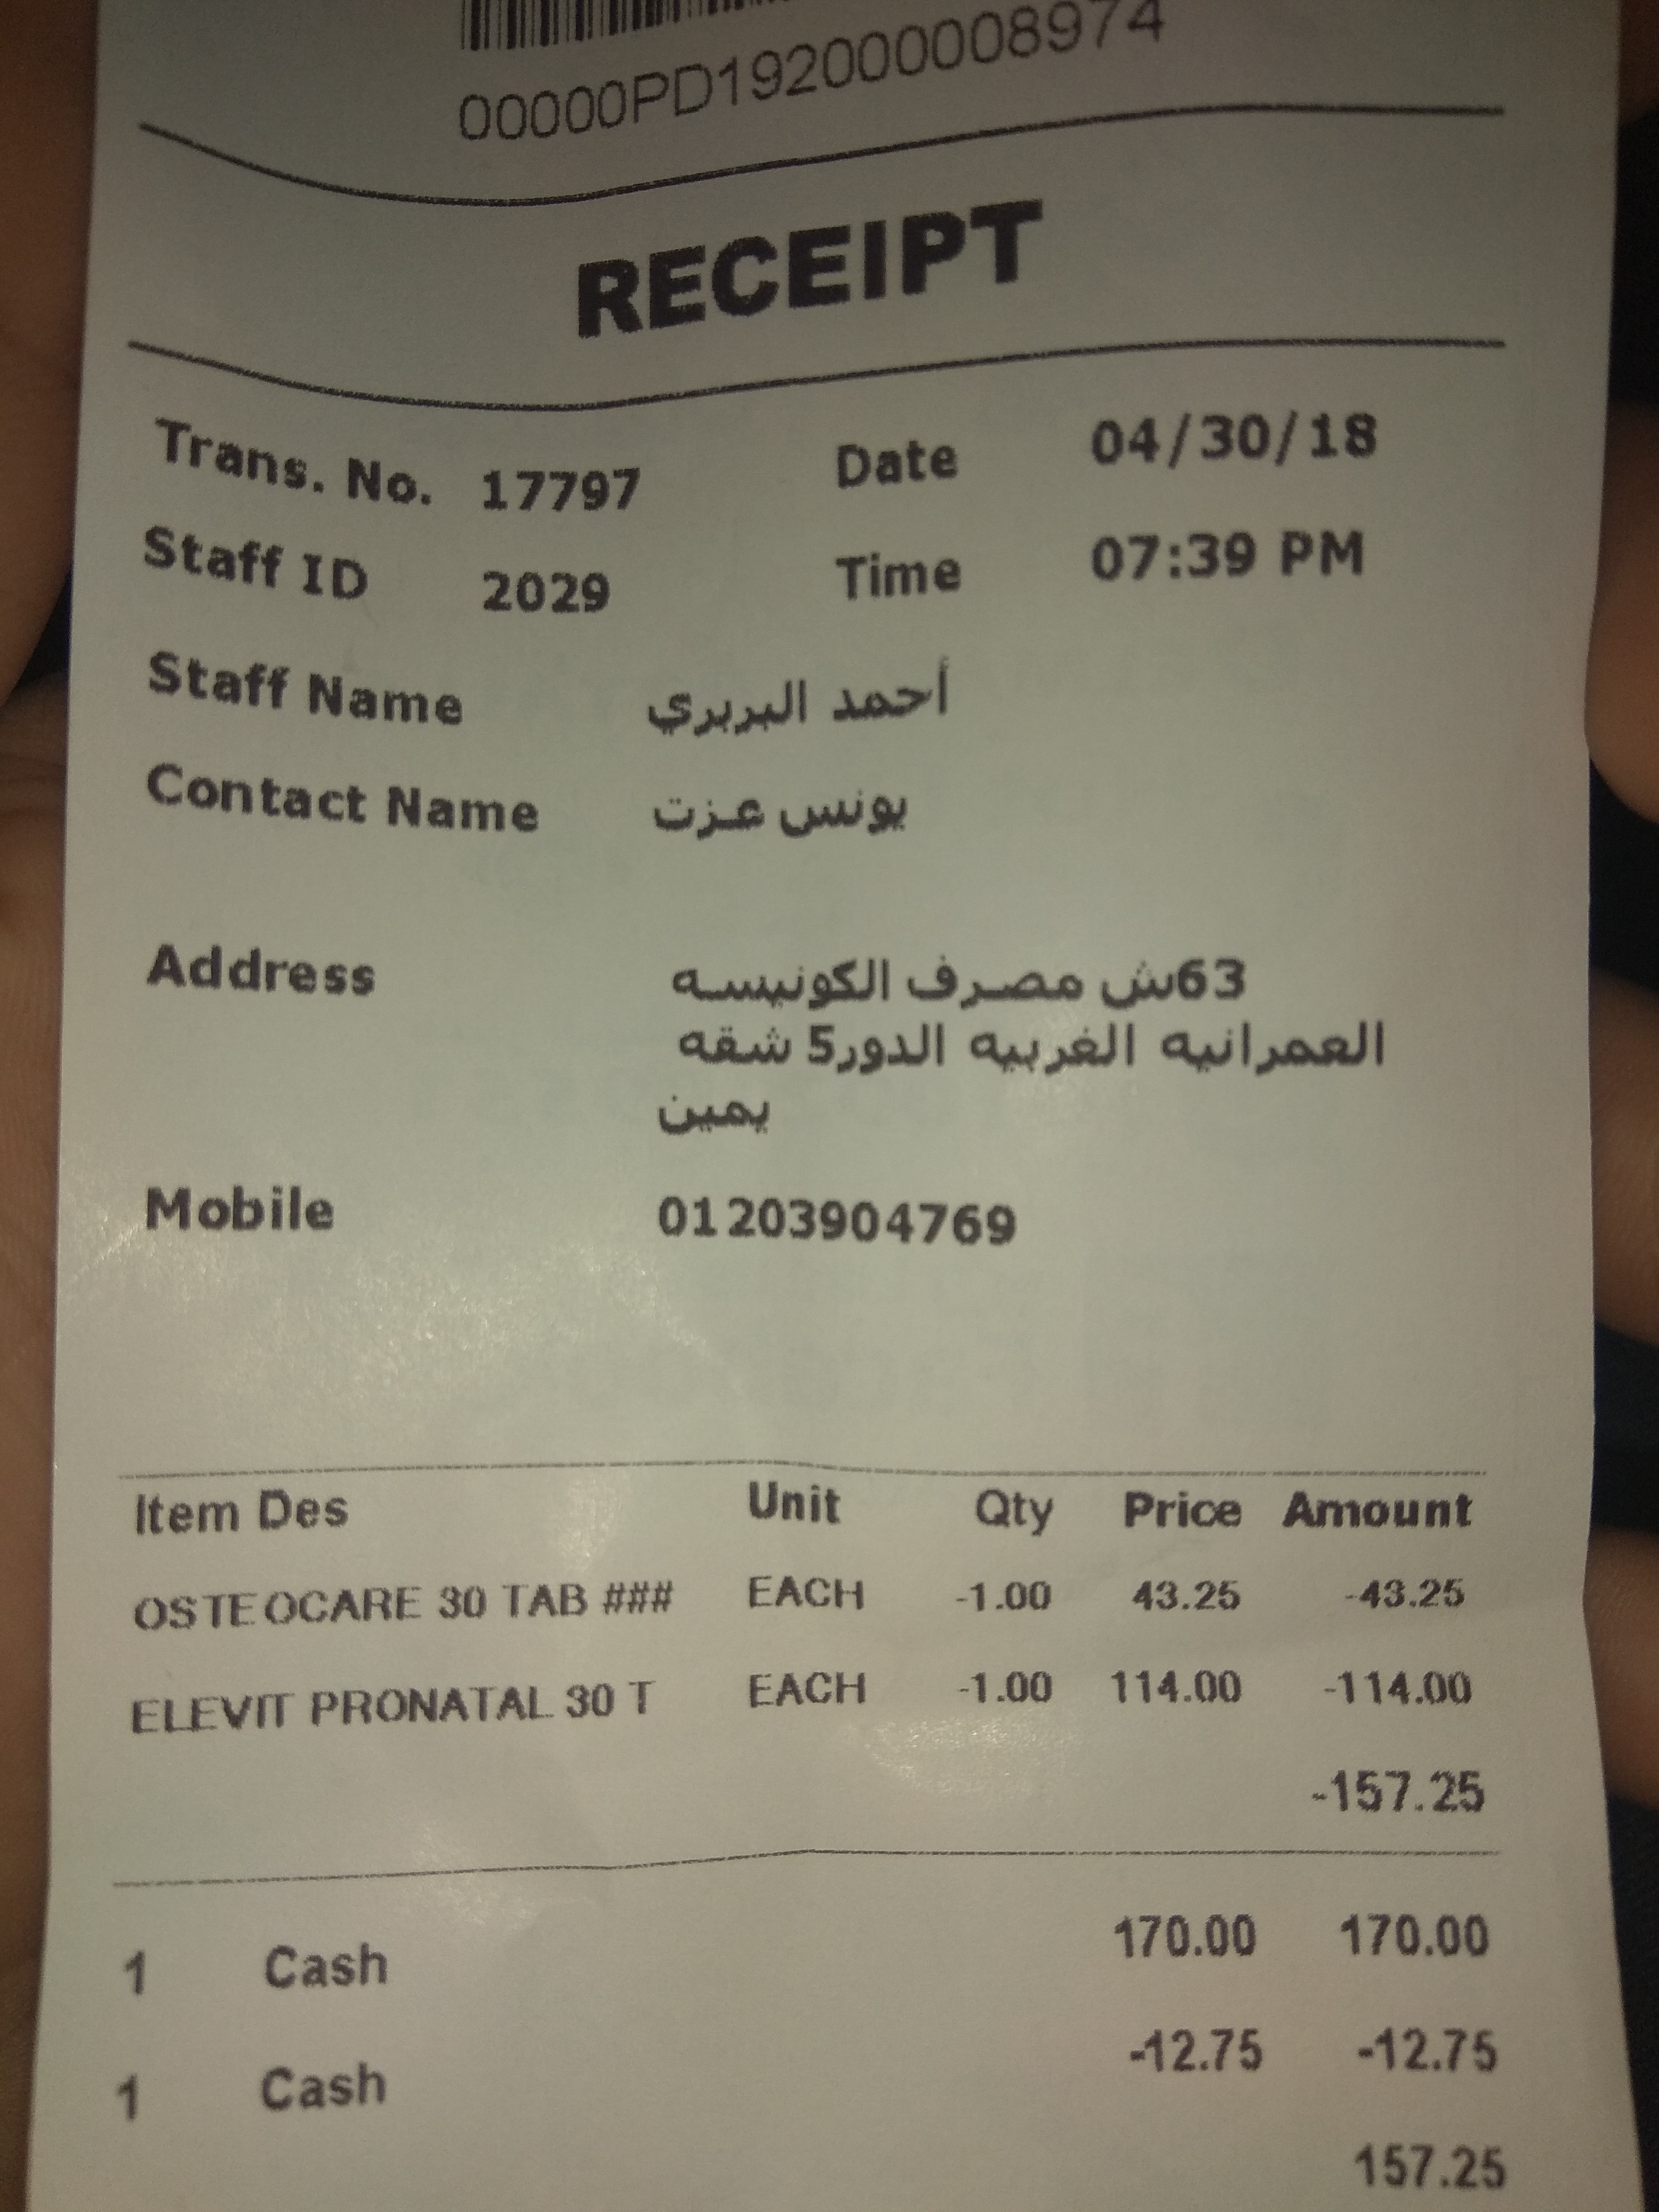 00000PD192000008974
RECEIPT
Trans. No. 17797 Date 04/30/18
Staff ID 2029 Time 07:39 PM
Staff Name أحمد البربري
Contact Name يونس عزت
Address 63ش مصرف الكونيسه
العمرانيه الغربيه الدور5 شقه
يمين
Mobile 01203904769
Item Des Unit Qty Price Amount
OSTEOCARE 30 TAB ### EACH -1.00 43.25 -43.25
ELEVIT PRONATAL 30 T EACH -1.00 114.00 -114.00
-157.25
1 Cash 170.00 170.00
1 Cash -12.75 -12.75
157.25